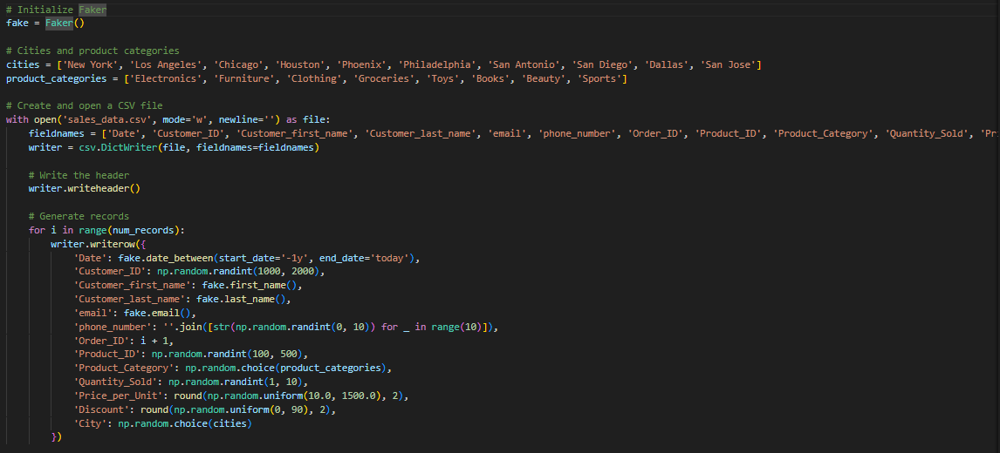 # Initialize Faker
fake = Faker()
# Cities and product categories
cities = ['New York', 'Los Angeles', 'Chicago', 'Houston', 'Phoenix', 'Philadelphia', 'San Antonio', 'San Diego', 'Dallas', 'San Jose']
product_categories = ['Electronics', 'Furniture', 'Clothing', 'Groceries', 'Toys', 'Books', 'Beauty', 'Sports']
# Create and open a CSV file
with open('sales_data.csv', mode='w', newline='') as file:
    fieldnames = ['Date', 'Customer_ID', 'Customer_first_name', 'Customer_last_name', 'email', 'phone_number', 'Order_ID', 'Product_ID', 'Product_Category', 'Quantity_Sold', 'Pr
    writer = csv.DictWriter(file, fieldnames=fieldnames)
    # Write the header
    writer.writeheader()
    # Generate records
    for i in range(num_records):
        writer.writerow({
            'Date': fake.date_between(start_date='-1y', end_date='today'),
            'Customer_ID': np.random.randint(1000, 2000),
            'Customer_first_name': fake.first_name(),
            'Customer_last_name': fake.last_name(),
            'email': fake.email(),
            'phone_number': ''.join([str(np.random.randint(0, 10)) for _ in range(10)]),
            'Order_ID': i + 1,
            'Product_ID': np.random.randint(100, 500),
            'Product_Category': np.random.choice(product_categories),
            'Quantity_Sold': np.random.randint(1, 10),
            'Price_per_Unit': round(np.random.uniform(10.0, 1500.0), 2),
            'Discount': round(np.random.uniform(0, 90), 2),
            'City': np.random.choice(cities)
        })